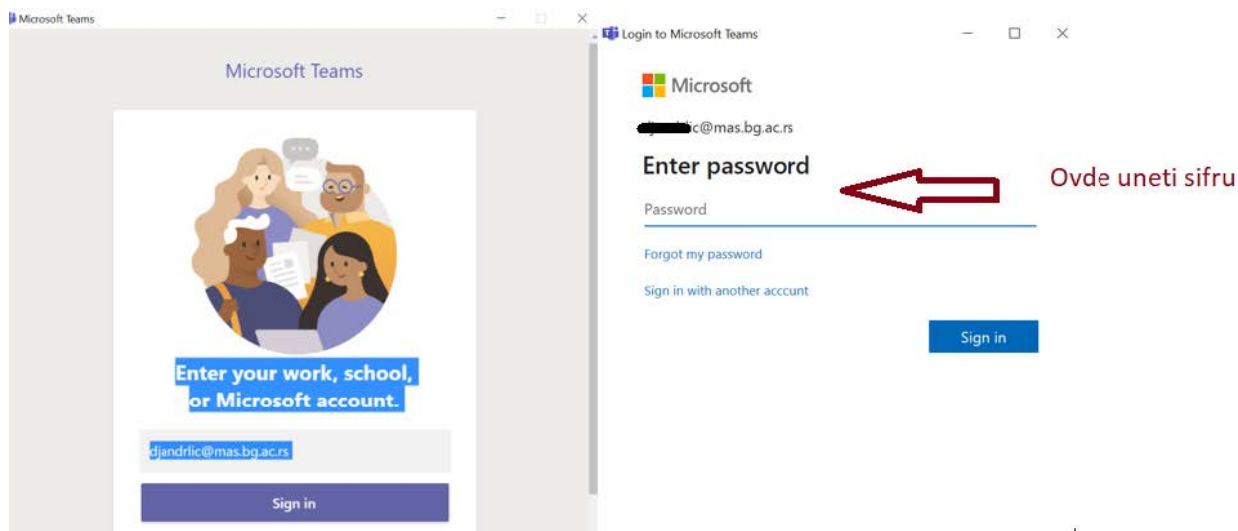 Microsoft Teams
Microsoft Teams
Enter your work, school,
or Microsoft account.
djandrlic@mas.bg.ac.rs
Sign in
Login to Microsoft Teams
Microsoft
ic@mas.bg.ac.rs
Enter password
Password
Forgot my password
Sign in with another acccunt
Sign in
Ovde uneti sifru